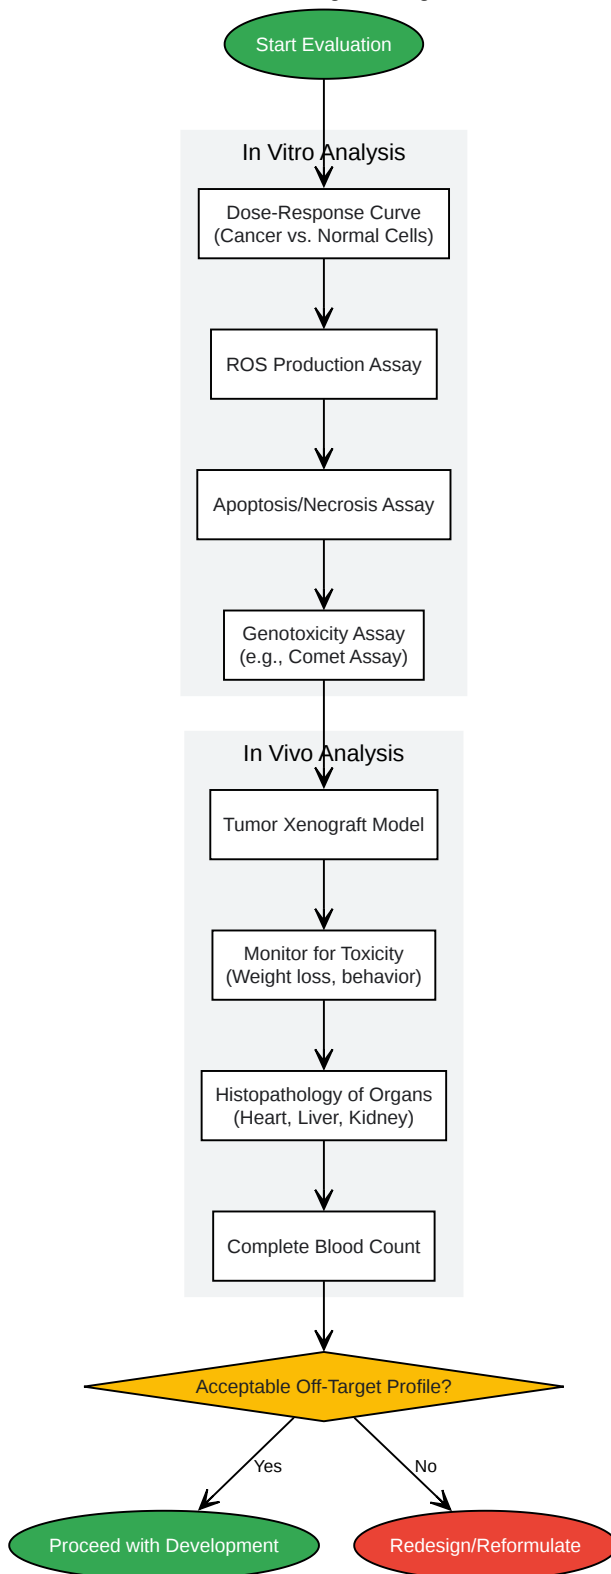 Start Evaluation
In Vitro Analysis
Dose-Response Curve
(Cancer vs. Normal Cells)
ROS Production Assay
Apoptosis/Necrosis Assay
Genotoxicity Assay
(e.g., Comet Assay)
In Vivo Analysis
Tumor Xenograft Model
Monitor for Toxicity
(Weight loss, behavior)
Histopathology of Organs
(Heart, Liver, Kidney)
Complete Blood Count
Acceptable Off-Target Profile?
Yes
No
Proceed with Development
Redesign/Reformulate